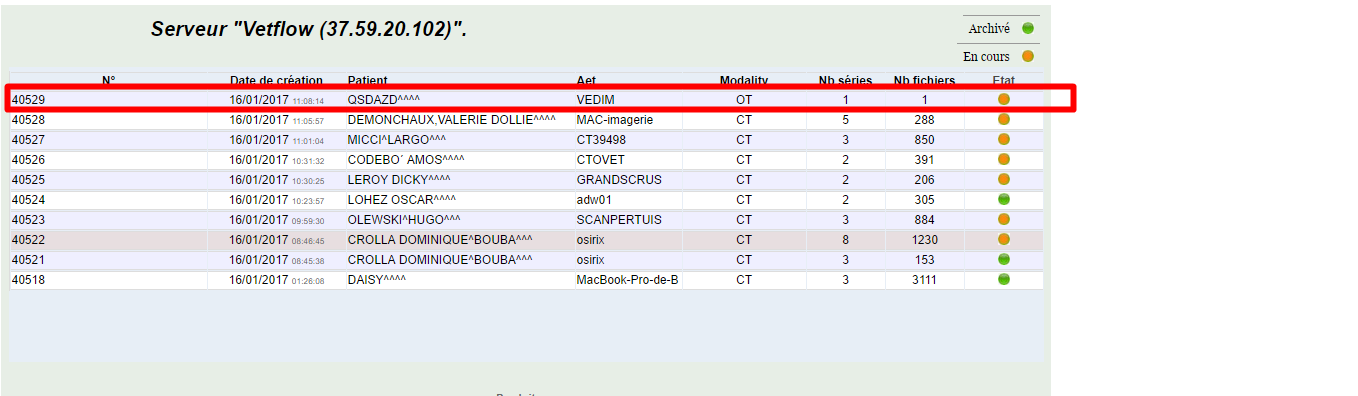 Serveur "Vetflow (37.59.20.102)".
Archivé
En cours
N° Date de création Patient Aet Modality Nb séries Nb fichiers Etat
40529 16/01/2017 11:08:14 QSDAZD^^^^ VEDIM OT 1 1
40528 16/01/2017 11:05:57 DEMONCHAUX,VALERIE DOLLIE^^^^ MAC-imagerie CT 5 288
40527 16/01/2017 11:01:04 MICCI^LARGO^^^ CT39498 CT 3 850
40526 16/01/2017 10:31:32 CODEBO´ AMOS^^^^ CTOVET CT 2 391
40525 16/01/2017 10:30:25 LEROY DICKY^^^^ GRANDSCRUS CT 2 206
40524 16/01/2017 10:23:57 LOHEZ OSCAR^^^^ adw01 CT 2 305
40523 16/01/2017 09:59:30 OLEWSKI^HUGO^^^ SCANPERTUIS CT 3 884
40522 16/01/2017 08:46:45 CROLLA DOMINIQUE^BOUBA^^^ osirix CT 8 1230
40521 16/01/2017 08:45:38 CROLLA DOMINIQUE^BOUBA^^^ osirix CT 3 153
40518 16/01/2017 01:26:08 DAISY^^^^ MacBook-Pro-de-B CT 3 3111